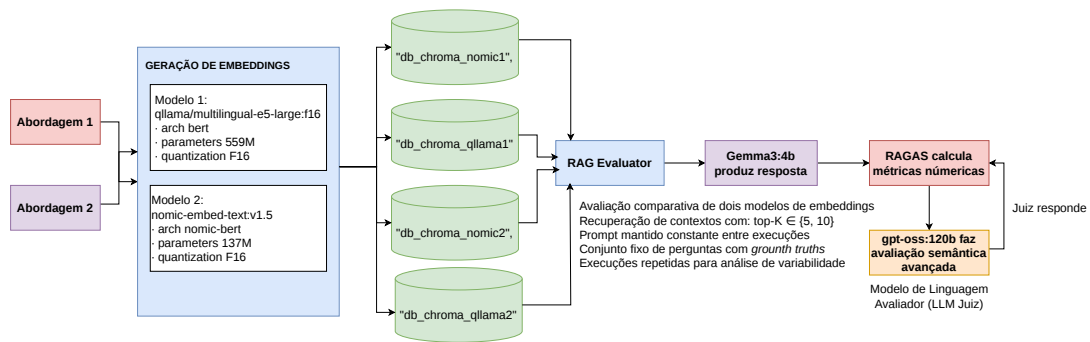 Abordagem 1
Abordagem 2
GERAÇÃO DE EMBEDDINGS
Modelo 1:
qllama/multilingual-e5-large:f16
· arch bert
· parameters 559M
· quantization F16
Modelo 2:
nomic-embed-text:v1.5
· arch nomic-bert
· parameters 137M
· quantization F16
"db_chroma_nomic1",
"db_chroma_qllama1"
"db_chroma_nomic2",
"db_chroma_qllama2"
RAG Evaluator
Avaliação comparativa de dois modelos de embeddings
Recuperação de contextos com: top-K ∈ {5, 10}
Prompt mantido constante entre execuções
Conjunto fixo de perguntas com grounth truths
Execuções repetidas para análise de variabilidade
Gemma3:4b
produz resposta
RAGAS calcula
métricas númericas
Juiz responde
gpt-oss:120b faz
avaliação semântica
avançada
Modelo de Linguagem
Avaliador (LLM Juiz)